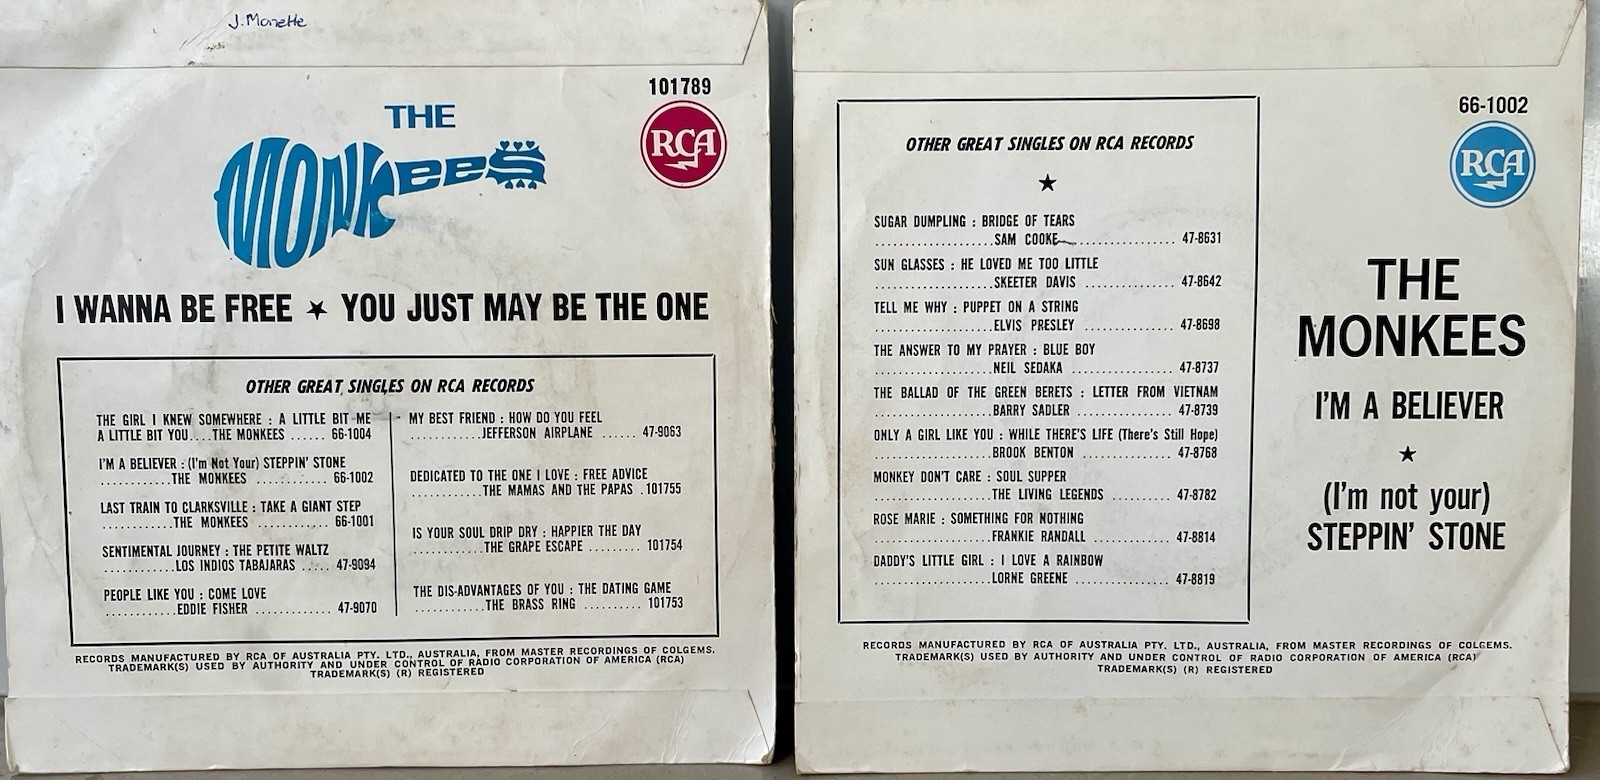 J. Monette
101789
RCA
THE
MONKEES
I WANNA BE FREE ★ YOU JUST MAY BE THE ONE
OTHER GREAT SINGLES ON RCA RECORDS
THE GIRL I KNEW SOMEWHERE : A LITTLE BIT ME
A LITTLE BIT YOU....THE MONKEES ...... 66-1004
I'M A BELIEVER : (I'm Not Your) STEPPIN' STONE
............THE MONKEES ............ 66-1002
LAST TRAIN TO CLARKSVILLE : TAKE A GIANT STEP
............THE MONKEES ............ 66-1001
SENTIMENTAL JOURNEY : THE PETITE WALTZ
............LOS INDIOS TABAJARAS ..... 47-9094
PEOPLE LIKE YOU : COME LOVE
............EDDIE FISHER ............. 47-9070
MY BEST FRIEND : HOW DO YOU FEEL
............JEFFERSON AIRPLANE ...... 47-9063
DEDICATED TO THE ONE I LOVE : FREE ADVICE
............THE MAMAS AND THE PAPAS .101755
IS YOUR SOUL DRIP DRY : HAPPIER THE DAY
............THE GRAPE ESCAPE ......... 101754
THE DIS-ADVANTAGES OF YOU : THE DATING GAME
............THE BRASS RING .......... 101753
RECORDS MANUFACTURED BY RCA OF AUSTRALIA PTY. LTD., AUSTRALIA, FROM MASTER RECORDINGS OF COLGEMS.
TRADEMARK(S) USED BY AUTHORITY AND UNDER CONTROL OF RADIO CORPORATION OF AMERICA (RCA)
TRADEMARK(S) (R) REGISTERED
OTHER GREAT SINGLES ON RCA RECORDS
★
SUGAR DUMPLING : BRIDGE OF TEARS
....................SAM COOKE.................... 47-8631
SUN GLASSES : HE LOVED ME TOO LITTLE
....................SKEETER DAVIS ............... 47-8642
TELL ME WHY : PUPPET ON A STRING
....................ELVIS PRESLEY ............... 47-8698
THE ANSWER TO MY PRAYER : BLUE BOY
....................NEIL SEDAKA ................. 47-8737
THE BALLAD OF THE GREEN BERETS : LETTER FROM VIETNAM
....................BARRY SADLER ................ 47-8739
ONLY A GIRL LIKE YOU : WHILE THERE'S LIFE (There's Still Hope)
....................BROOK BENTON ................ 47-8768
MONKEY DON'T CARE : SOUL SUPPER
....................THE LIVING LEGENDS .......... 47-8782
ROSE MARIE : SOMETHING FOR NOTHING
....................FRANKIE RANDALL ............. 47-8814
DADDY'S LITTLE GIRL : I LOVE A RAINBOW
....................LORNE GREENE ................ 47-8819
66-1002
RCA
THE
MONKEES
I'M A BELIEVER
★
(I'm not your)
STEPPIN' STONE
RECORDS MANUFACTURED BY RCA OF AUSTRALIA PTY. LTD., AUSTRALIA, FROM MASTER RECORDINGS OF COLGEMS.
TRADEMARK(S) USED BY AUTHORITY AND UNDER CONTROL OF RADIO CORPORATION OF AMERICA (RCA)
TRADEMARK(S) (R) REGISTERED